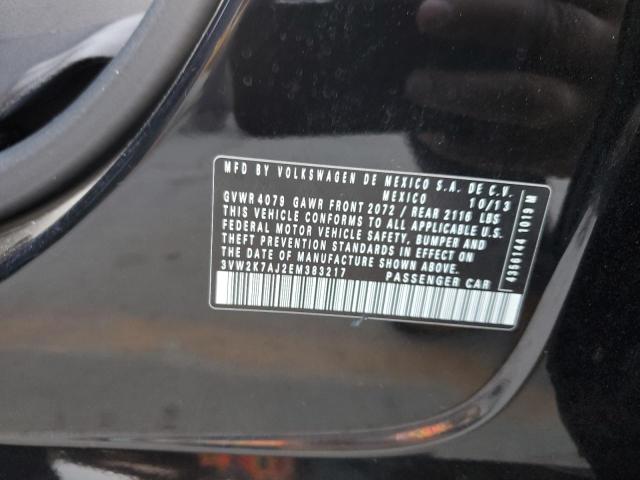 MFD BY VOLKSWAGEN DE MEXICO S.A. DE C.V.
MEXICO 10/13
GVWR 4079 GAWR FRONT 2072 / REAR 2116 LBS
THIS VEHICLE CONFORMS TO ALL APPLICABLE U.S.
FEDERAL MOTOR VEHICLE SAFETY, BUMPER AND
THEFT PREVENTION STANDARDS IN EFFECT ON
THE DATE OF MANUFACTURE SHOWN ABOVE.
3VW2K7AJ2EM383217 PASSENGER CAR
4366144 1019 M